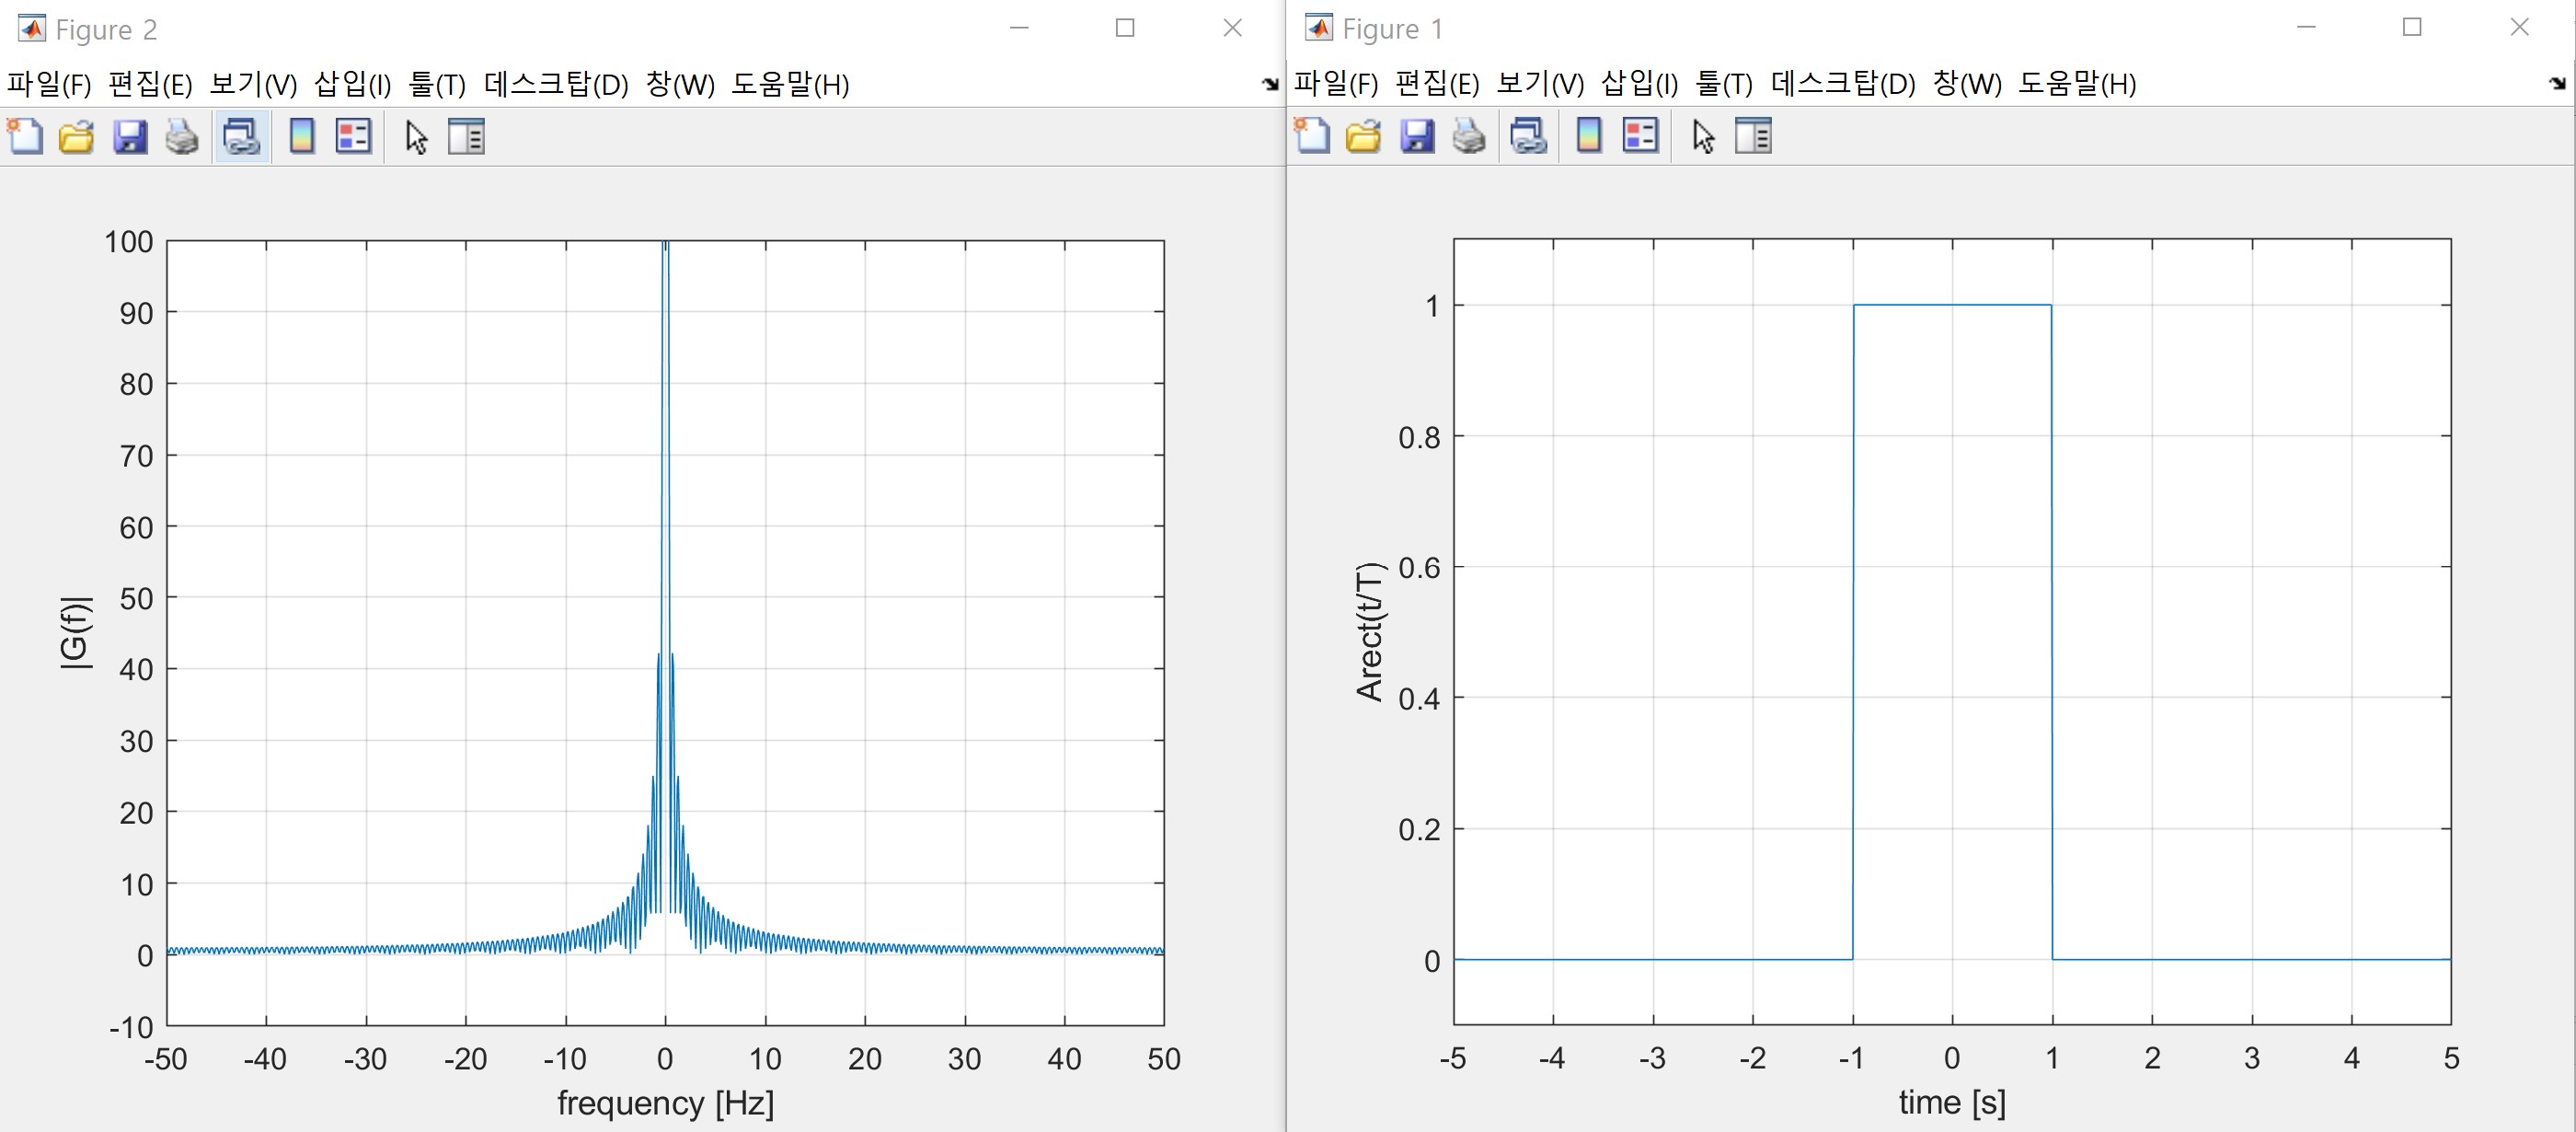 Figure 2
파일(F) 편집(E) 보기(V) 삽입(I) 툴(T) 데스크탑(D) 창(W) 도움말(H)
100
90
80
70
60
50
40
30
20
10
0
-10
|G(f)|
-50 -40 -30 -20 -10 0 10 20 30 40 50
frequency [Hz]
Figure 1
파일(F) 편집(E) 보기(V) 삽입(I) 툴(T) 데스크탑(D) 창(W) 도움말(H)
1
0.8
0.6
0.4
0.2
0
Arect(t/T)
-5 -4 -3 -2 -1 0 1 2 3 4 5
time [s]